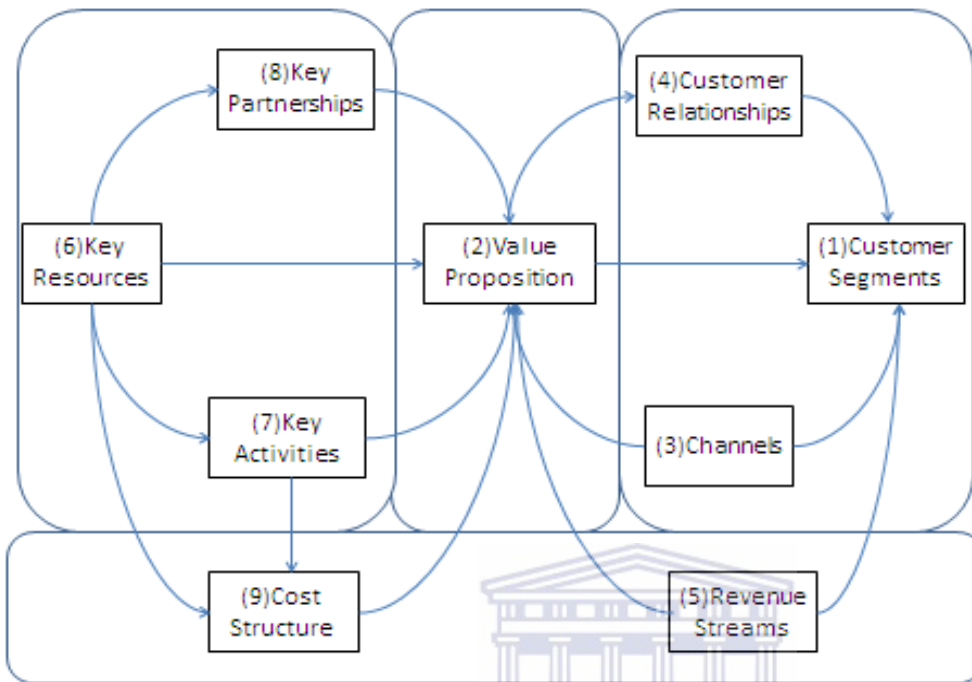 (8)Key
Partnerships
(4)Customer
Relationships
(6)Key
Resources
(2)Value
Proposition
(1)Customer
Segments
(7)Key
Activities
(3)Channels
(9)Cost
Structure
(5)Revenue
Streams